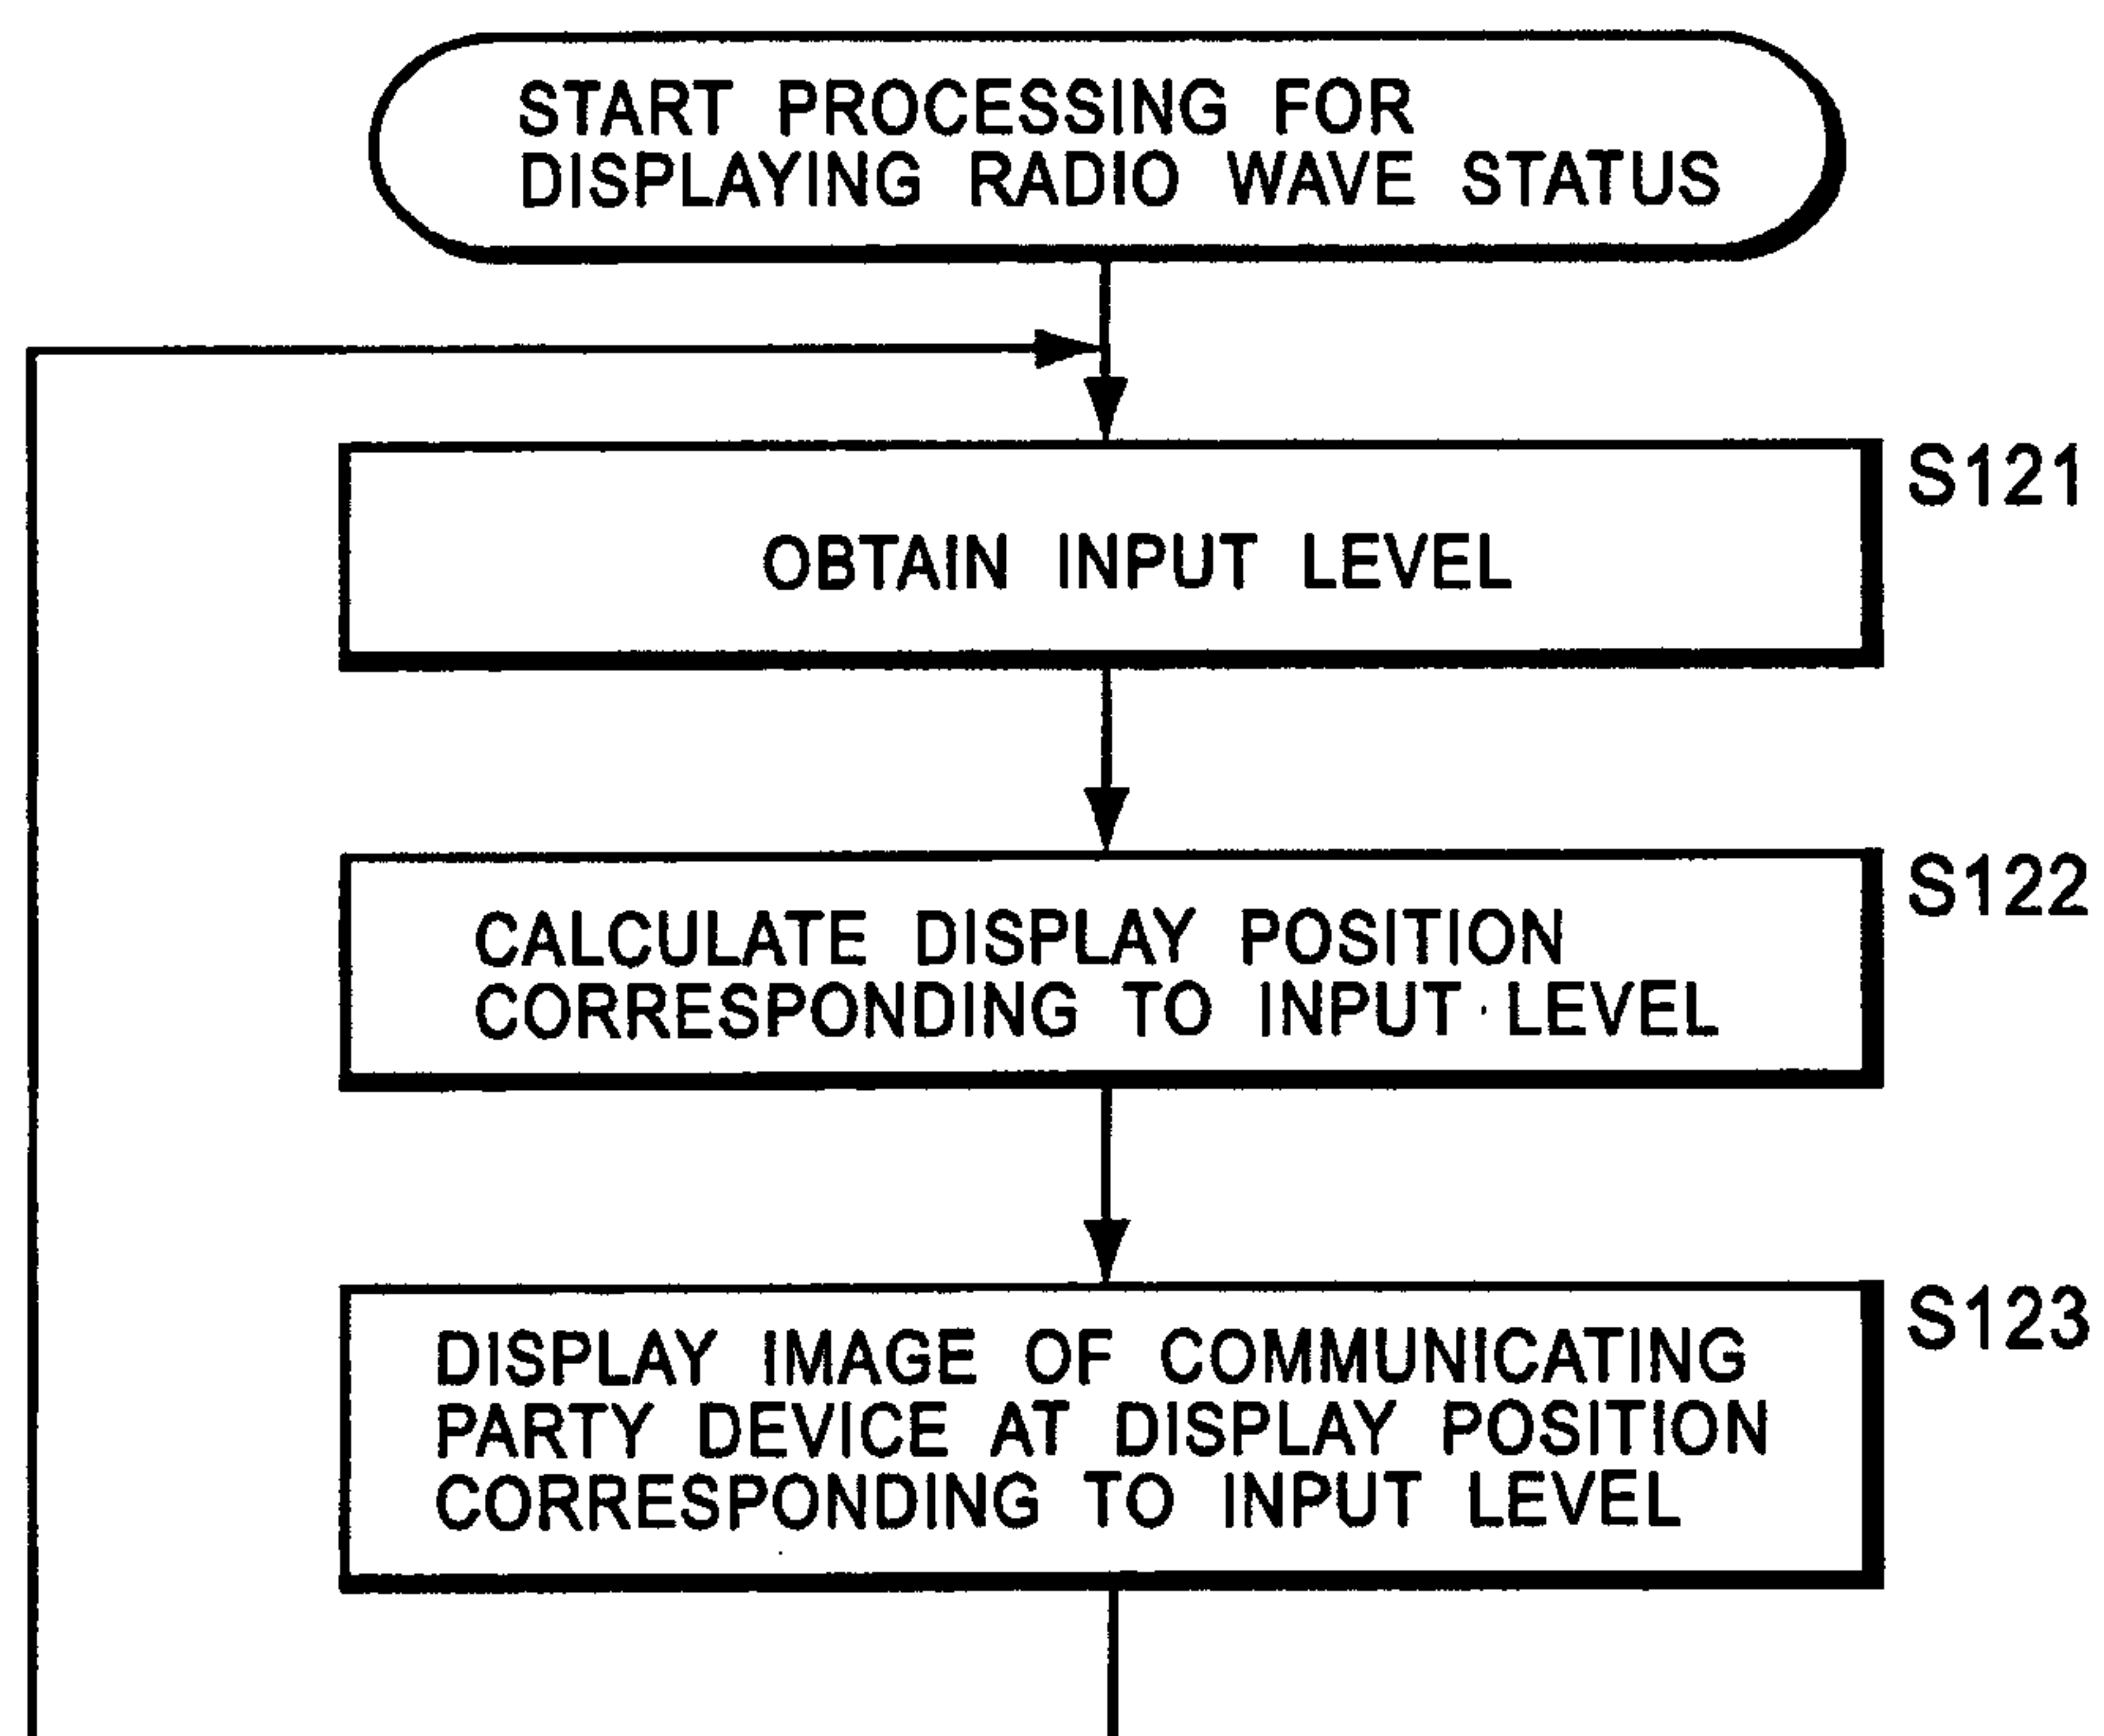 START PROCESSING FOR
DISPLAYING RADIO WAVE STATUS
S121
OBTAIN INPUT LEVEL
S122
CALCULATE DISPLAY POSITION
CORRESPONDING TO INPUT LEVEL
S123
DISPLAY IMAGE OF COMMUNICATING
PARTY DEVICE AT DISPLAY POSITION
CORRESPONDING TO INPUT LEVEL